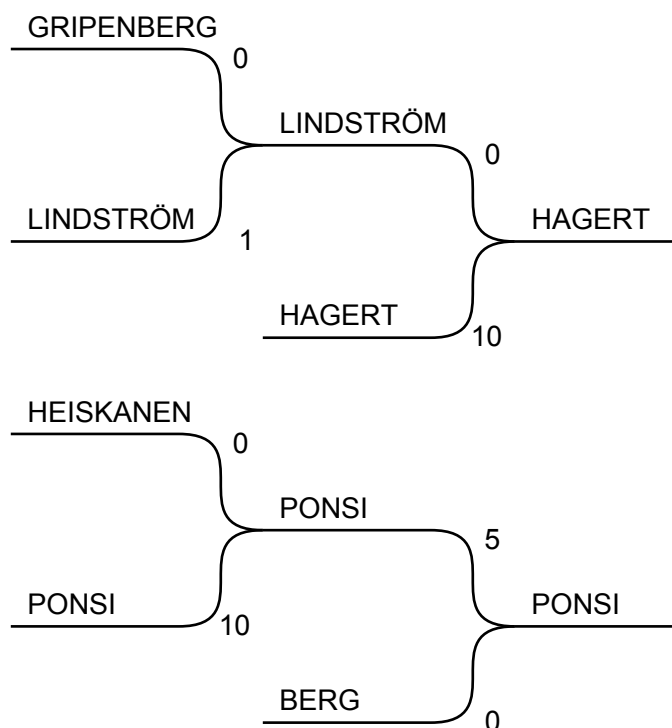 GRIPENBERG
0
LINDSTRÖM
0
LINDSTRÖM
1
HAGERT
HAGERT
10
HEISKANEN
0
PONSI
5
PONSI
10
PONSI
BERG
0